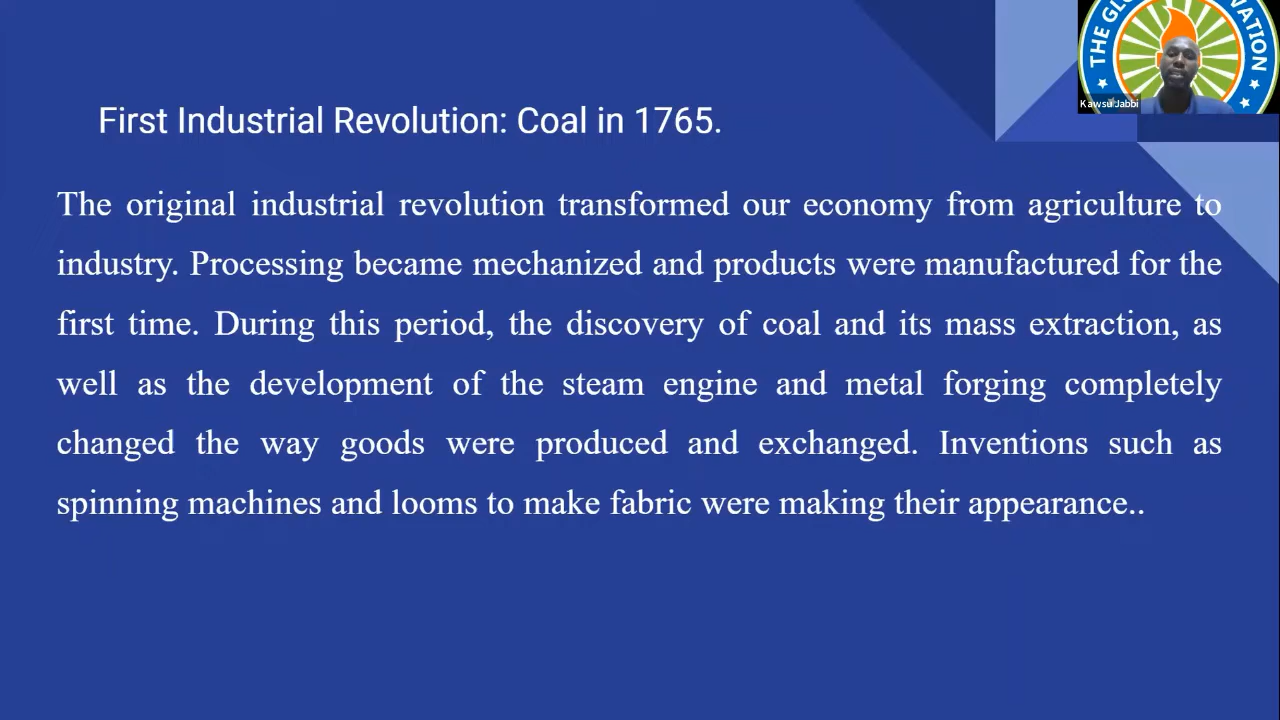 THE GLO
NATION
Kawsu Jabbi
First Industrial Revolution: Coal in 1765.
The original industrial revolution transformed our economy from agriculture to
industry. Processing became mechanized and products were manufactured for the
first time. During this period, the discovery of coal and its mass extraction, as
well as the development of the steam engine and metal forging completely
changed the way goods were produced and exchanged. Inventions such as
spinning machines and looms to make fabric were making their appearance..